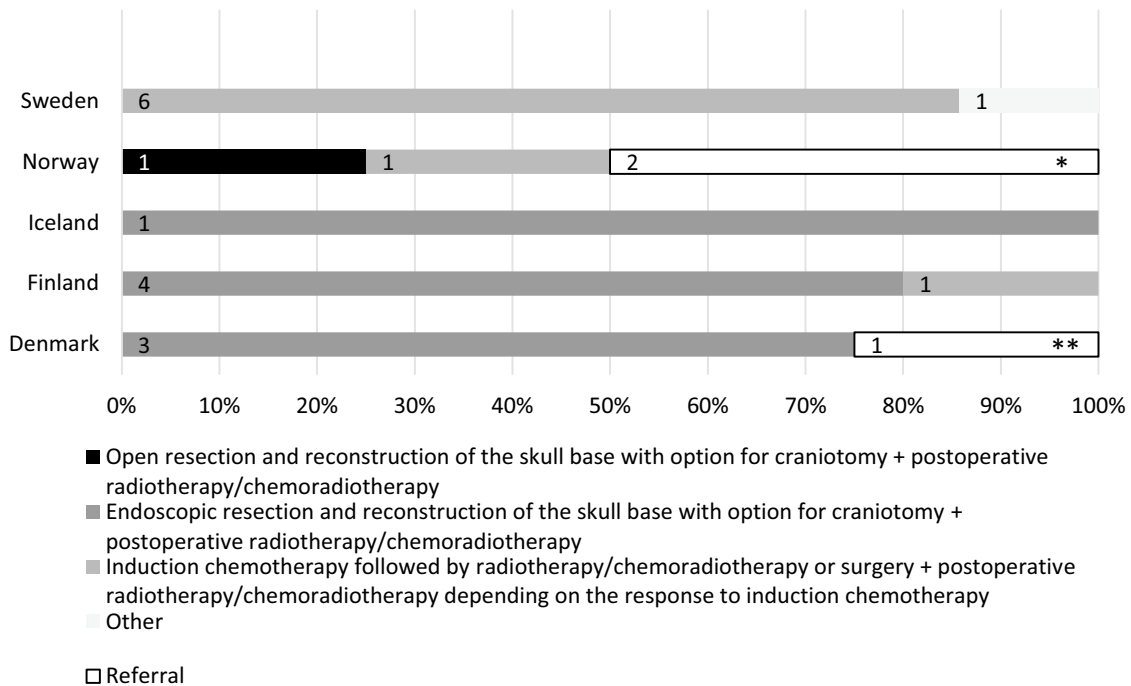 Sweden 6 1
Norway 1 1 2 *
Iceland 1
Finland 4 1
Denmark 3 1 **
0% 10% 20% 30% 40% 50% 60% 70% 80% 90% 100%
Open resection and reconstruction of the skull base with option for craniotomy + postoperative
radiotherapy/chemoradiotherapy
Endoscopic resection and reconstruction of the skull base with option for craniotomy +
postoperative radiotherapy/chemoradiotherapy
Induction chemotherapy followed by radiotherapy/chemoradiotherapy or surgery + postoperative
radiotherapy/chemoradiotherapy depending on the response to induction chemotherapy
Other
Referral